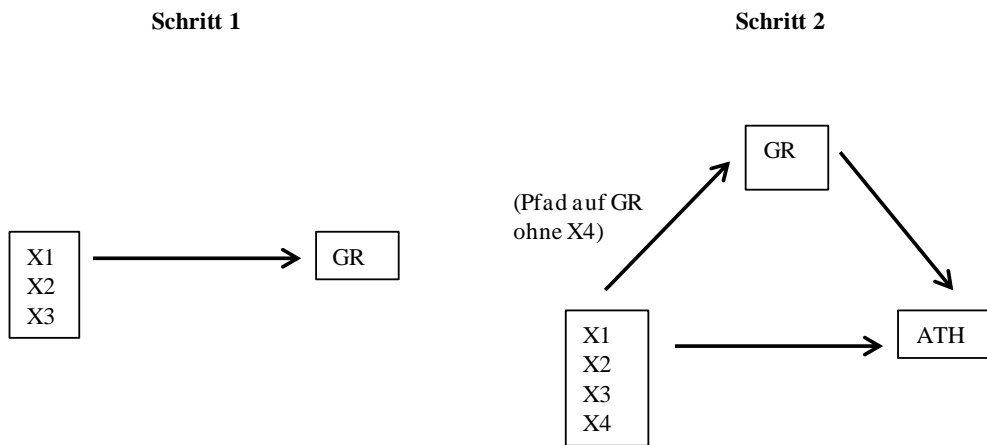 Schritt 1
X1
X2
X3
GR
Schritt 2
GR
(Pfad auf GR
ohne X4)
X1
X2
X3
X4
ATH